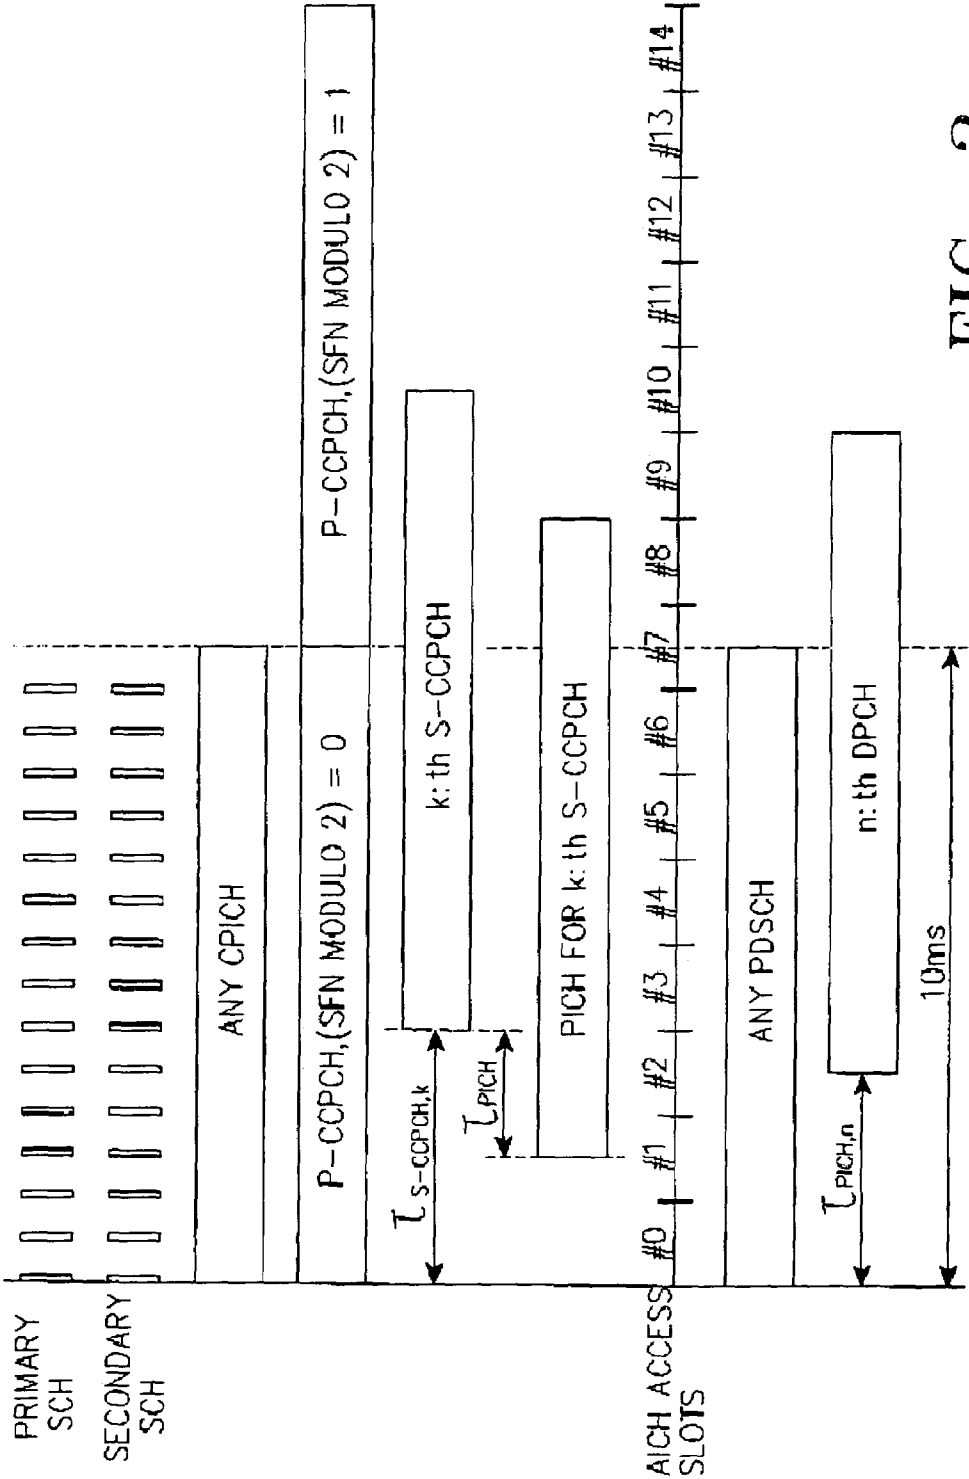 PRIMARY
SCH
SECONDARY
SCH
ANY CPICH
P-CCPCH,(SFN MODULO 2) = 0
P-CCPCH,(SFN MODULO 2) = 1
τS-CCPCH,k
k:th S-CCPCH
τPICH
PICH FOR k:th S-CCPCH
AICH ACCESS
SLOTS
#0 #1 #2 #3 #4 #5 #6 #7 #8 #9 #10 #11 #12 #13 #14
ANY PDSCH
τPICH,n
n:th DPCH
10ms